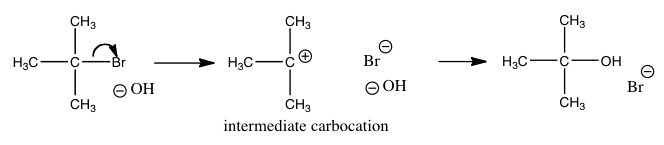 CH3 CH3 CH3
H3C C Br H3C C ⊕ Br ⊖ H3C C OH
⊖ OH ⊖ OH Br ⊖
CH3 CH3 CH3
intermediate carbocation